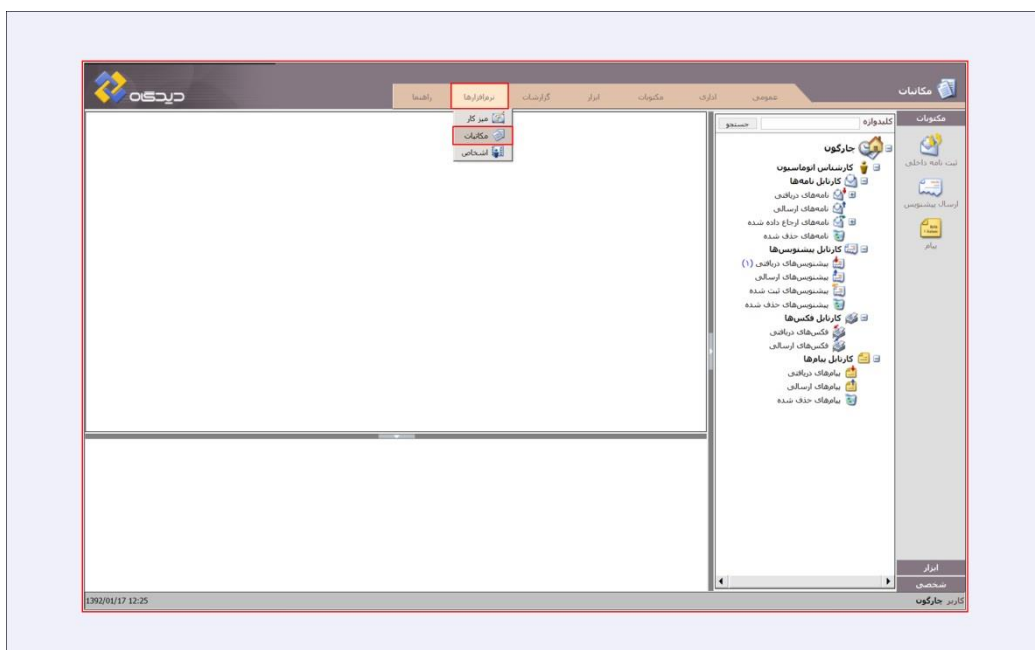 مکاتبات
عمومی اداری مکتوبات ابزار گزارشات نرم‌افزارها راهنما
دیدگاه
میز کار
مکاتبات
اشخاص
مکتوبات
ثبت نامه داخلی
ارسال پیشنویس
پیام
کلیدواژه جستجو
چارگون
کارشناس اتوماسیون
کارتابل نامه‌ها
نامه‌های دریافتی
نامه‌های ارسالی
نامه‌های ارجاع داده شده
نامه‌های حذف شده
کارتابل پیشنویس‌ها
پیشنویس‌های دریافتی (۱)
پیشنویس‌های ارسالی
پیشنویس‌های ثبت شده
پیشنویس‌های حذف شده
کارتابل فکس‌ها
فکس‌های دریافتی
فکس‌های ارسالی
کارتابل پیام‌ها
پیام‌های دریافتی
پیام‌های ارسالی
پیام‌های حذف شده
ابزار
شخصی
کاربر چارگون
1392/01/17 12:25